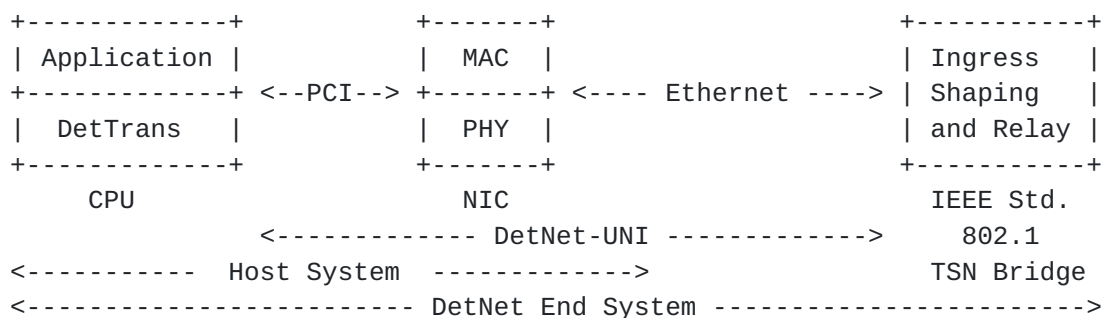 +-------------+           +-------+                      +-----------+
| Application |           |  MAC  |                      | Ingress   |
+-------------+ <--PCI--> +-------+ <---- Ethernet ----> | Shaping   |
|  DetTrans   |           |  PHY  |                      | and Relay |
+-------------+           +-------+                      +-----------+
     CPU                     NIC                           IEEE Std.
                <------------- DetNet-UNI ------------->     802.1
<-----------  Host System  ------------->                  TSN Bridge
<------------------------- DetNet End System ------------------------>